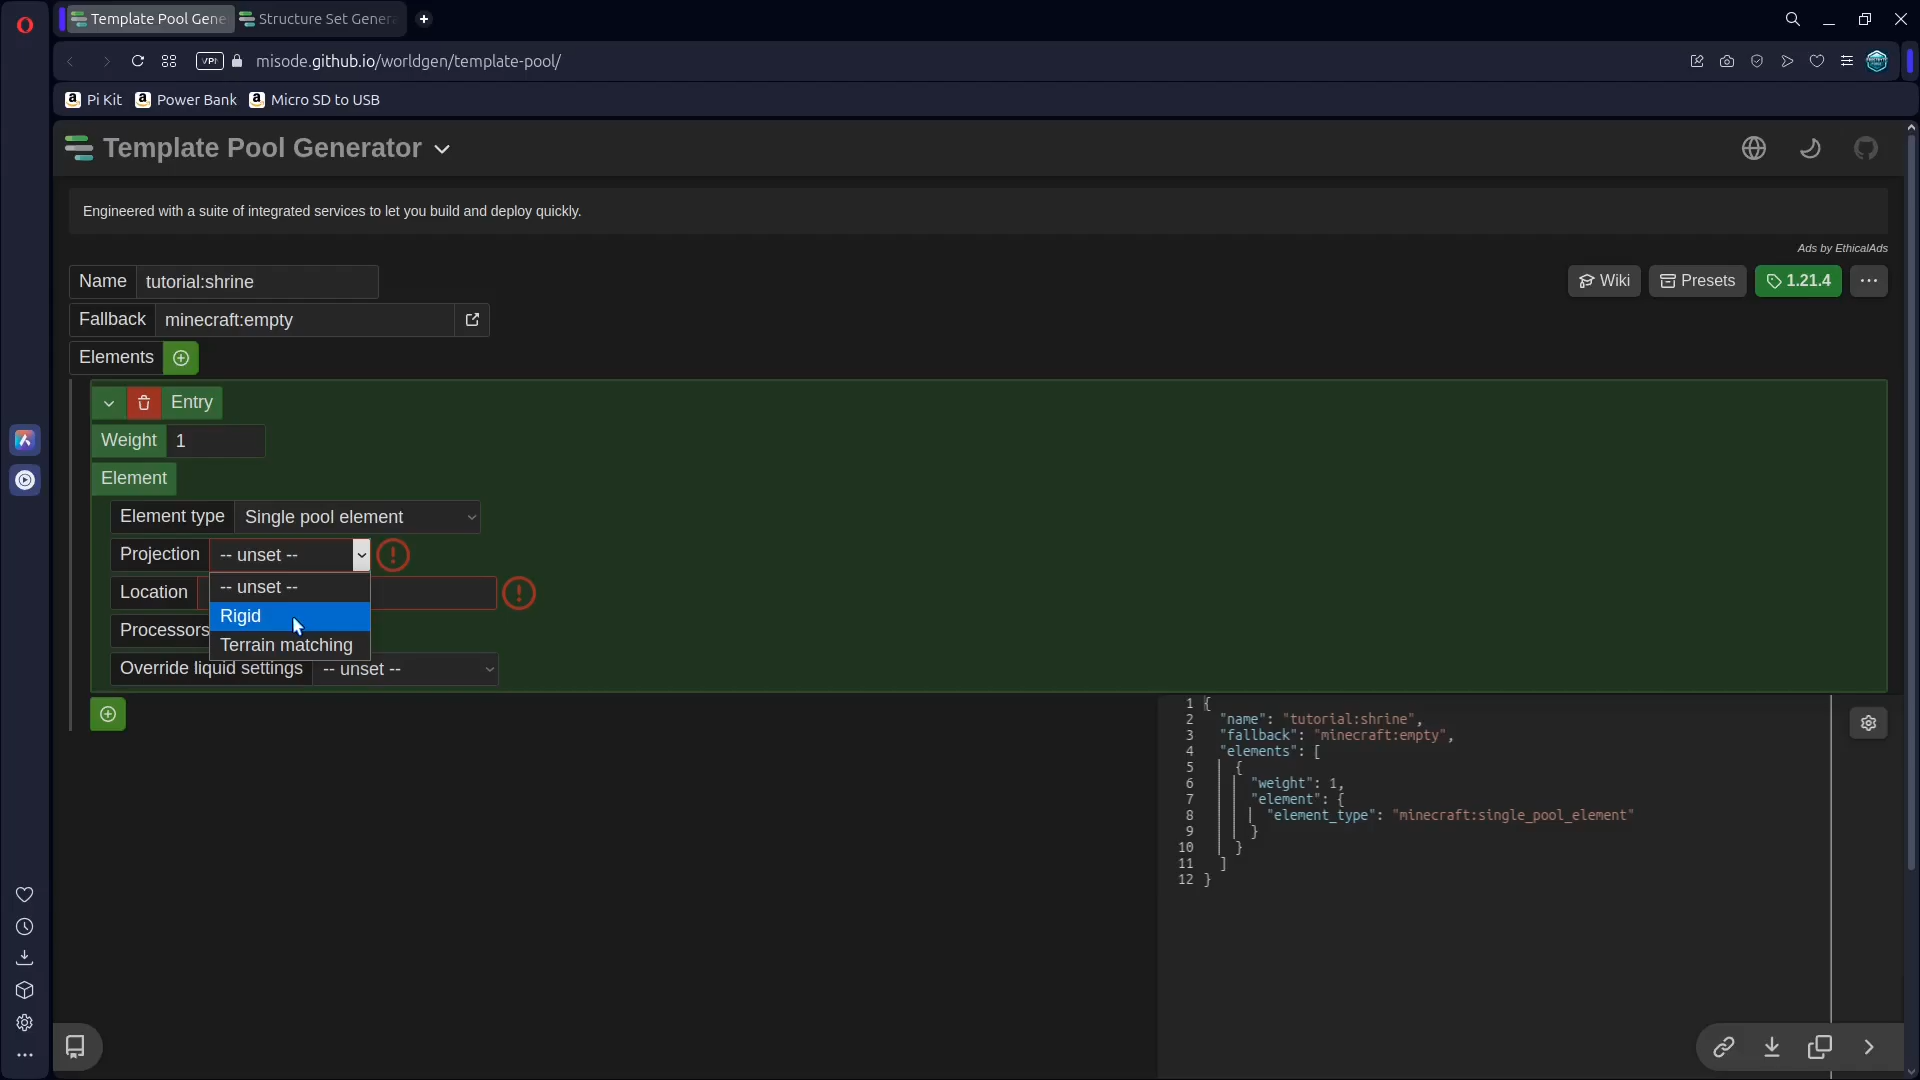 Template Pool Gene
Structure Set Genera
VPN
misode.github.io/worldgen/template-pool/
Pi Kit
Power Bank
Micro SD to USB
Template Pool Generator
Engineered with a suite of integrated services to let you build and deploy quickly.
Ads by EthicalAds
Name tutorial:shrine
Wiki Presets 1.21.4
Fallback minecraft:empty
Elements
Entry
Weight 1
Element
Element type Single pool element
Projection -- unset --
-- unset --
Location
Rigid
Processors
Terrain matching
Override liquid settings -- unset --
1 {
2 "name": "tutorial:shrine",
3 "fallback": "minecraft:empty",
4 "elements": [
5 {
6 "weight": 1,
7 "element": {
8 "element_type": "minecraft:single_pool_element"
9 }
10 }
11 ]
12 }